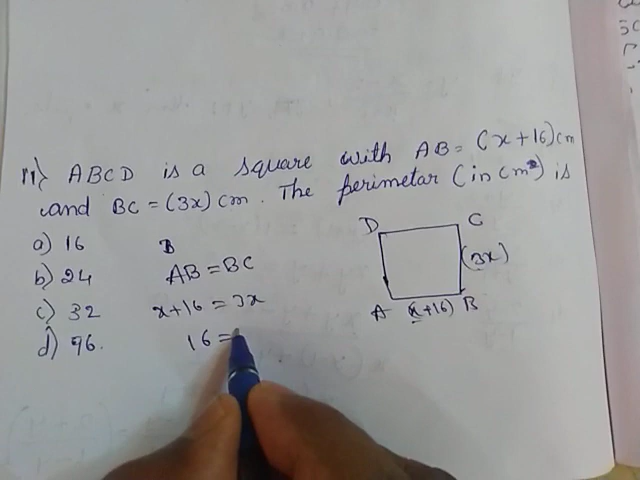 11) ABCD is a square with AB = (x+16)cm
and BC = (3x) cm. The perimetar (in cm) is
a) 16
b) 24
c) 32
d) 96.
B
AB = BC
x+16 = 3x
16 =
D C
(3x)
A (x+16) B